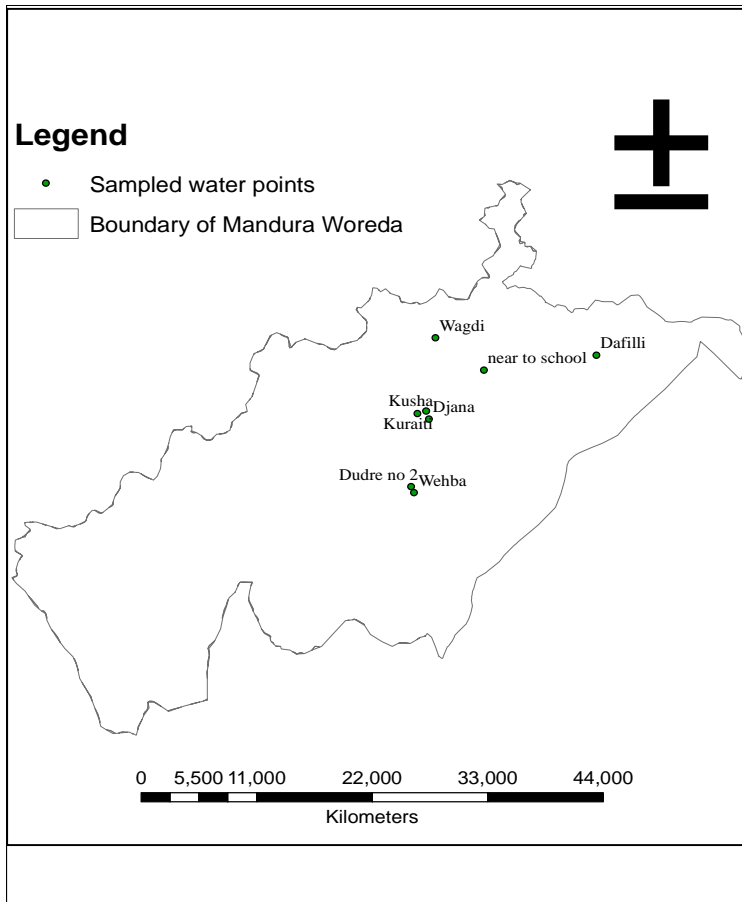 Legend
Sampled water points
Boundary of Mandura Woreda
Wagdi
Dafilli
near to school
Kusha
Djana
Kuraiti
Dudre no 2
Wehba
0 5,500 11,000 22,000 33,000 44,000
Kilometers